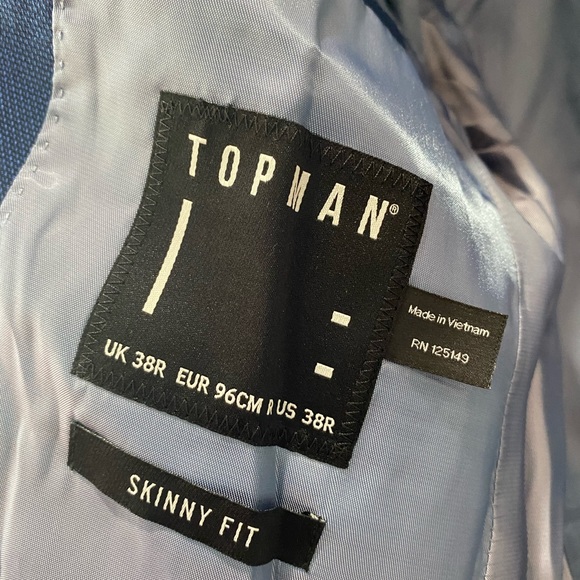 TOPMAN®
UK 38R EUR 96CM R US 38R
Made in Vietnam
RN 125149
SKINNY FIT